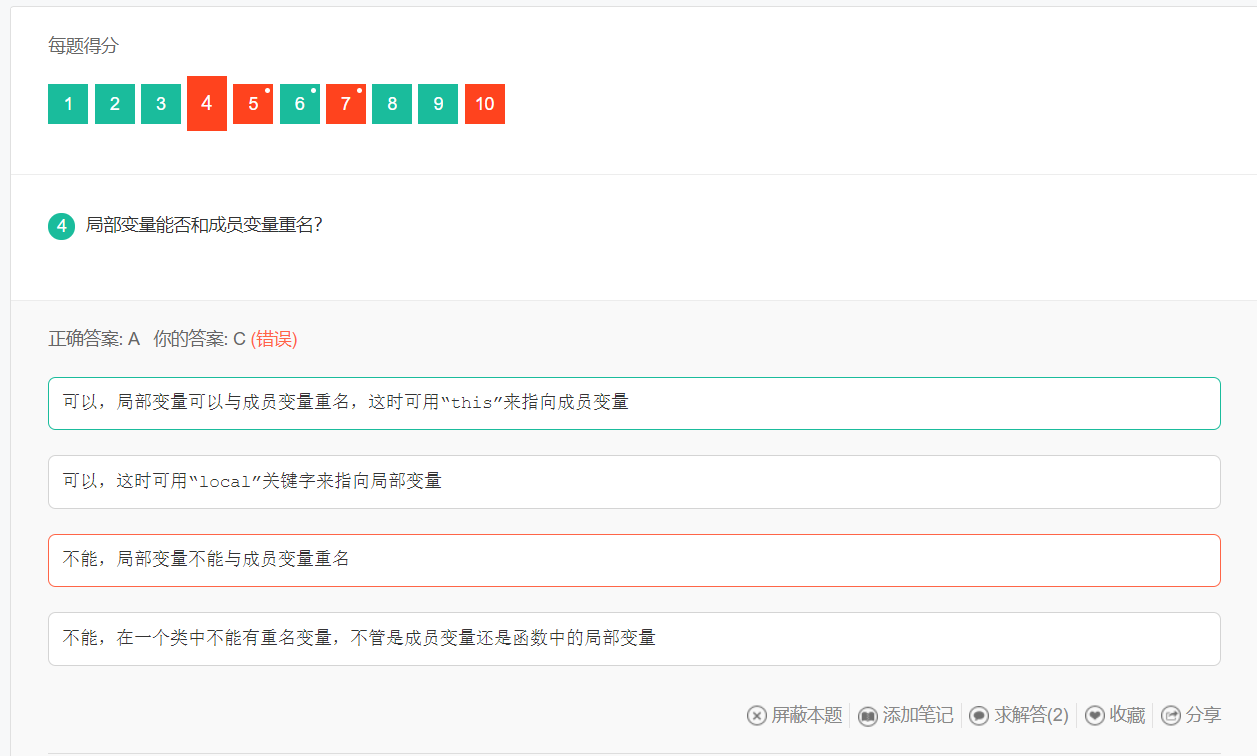 每题得分
1 2 3 4 5 6 7 8 9 10
4 局部变量能否和成员变量重名?
正确答案: A 你的答案: C (错误)
可以，局部变量可以与成员变量重名，这时可用“this”来指向成员变量
可以，这时可用“local”关键字来指向局部变量
不能，局部变量不能与成员变量重名
不能，在一个类中不能有重名变量，不管是成员变量还是函数中的局部变量
屏蔽本题 添加笔记 求解答(2) 收藏 分享